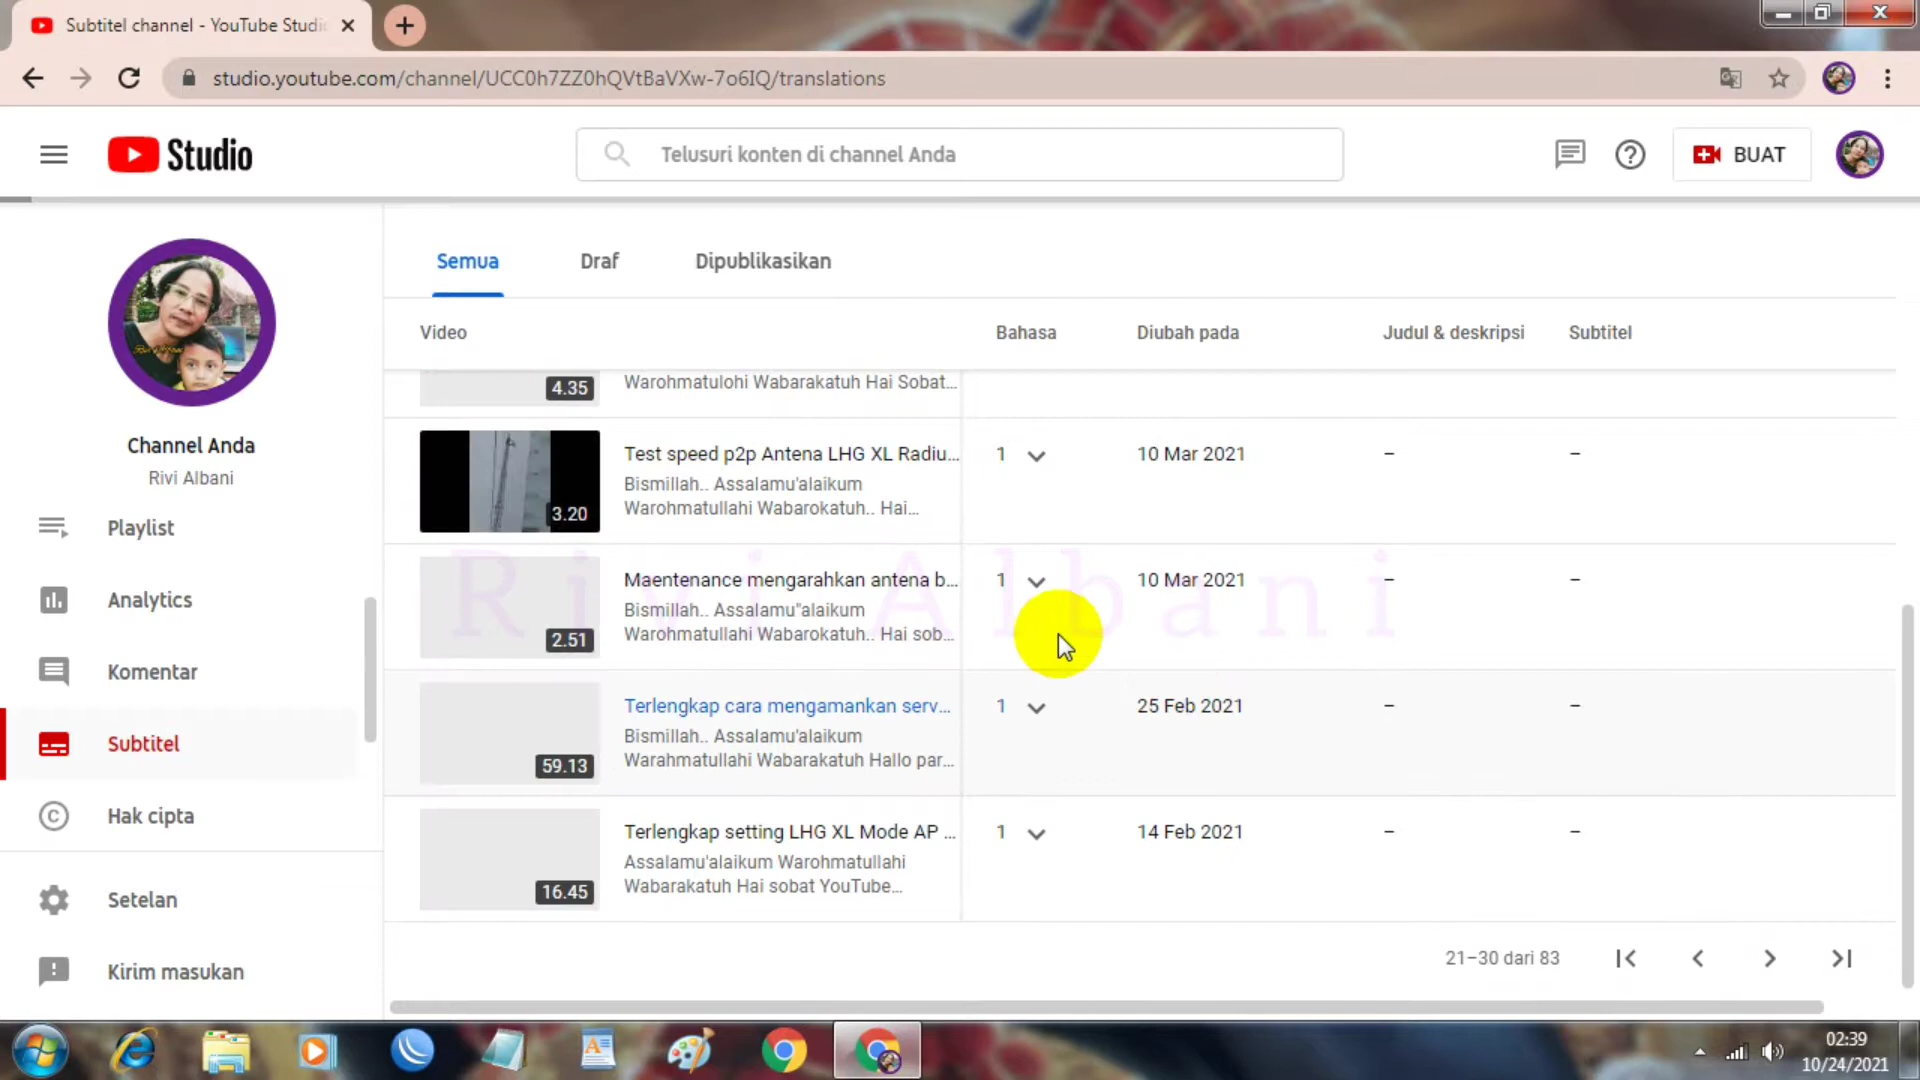 Subtitel channel - YouTube Studi
studio.youtube.com/channel/UCC0h7ZZ0hQVtBaVXw-7o6IQ/translations
Studio
Telusuri konten di channel Anda
BUAT
Channel Anda
Rivi Albani
Playlist
Analytics
Komentar
Subtitel
Hak cipta
Setelan
Kirim masukan
Semua
Draf
Dipublikasikan
Video
Bahasa
Diubah pada
Judul & deskripsi
Subtitel
4.35
Warohmatulohi Wabarakatuh Hai Sobat...
3.20
Test speed p2p Antena LHG XL Radiu...
Bismillah.. Assalamu'alaikum
Warohmatullahi Wabarokatuh.. Hai...
1
10 Mar 2021
–
–
2.51
Maentenance mengarahkan antena b...
Bismillah.. Assalamu"alaikum
Warohmatullahi Wabarokatuh.. Hai sob...
1
10 Mar 2021
–
–
Rivi Albani
59.13
Terlengkap cara mengamankan serv...
Bismillah.. Assalamu'alaikum
Warahmatullahi Wabarakatuh Hallo par...
1
25 Feb 2021
–
–
16.45
Terlengkap setting LHG XL Mode AP ...
Assalamu'alaikum Warohmatullahi
Wabarakatuh Hai sobat YouTube...
1
14 Feb 2021
–
–
21–30 dari 83
02:39
10/24/2021